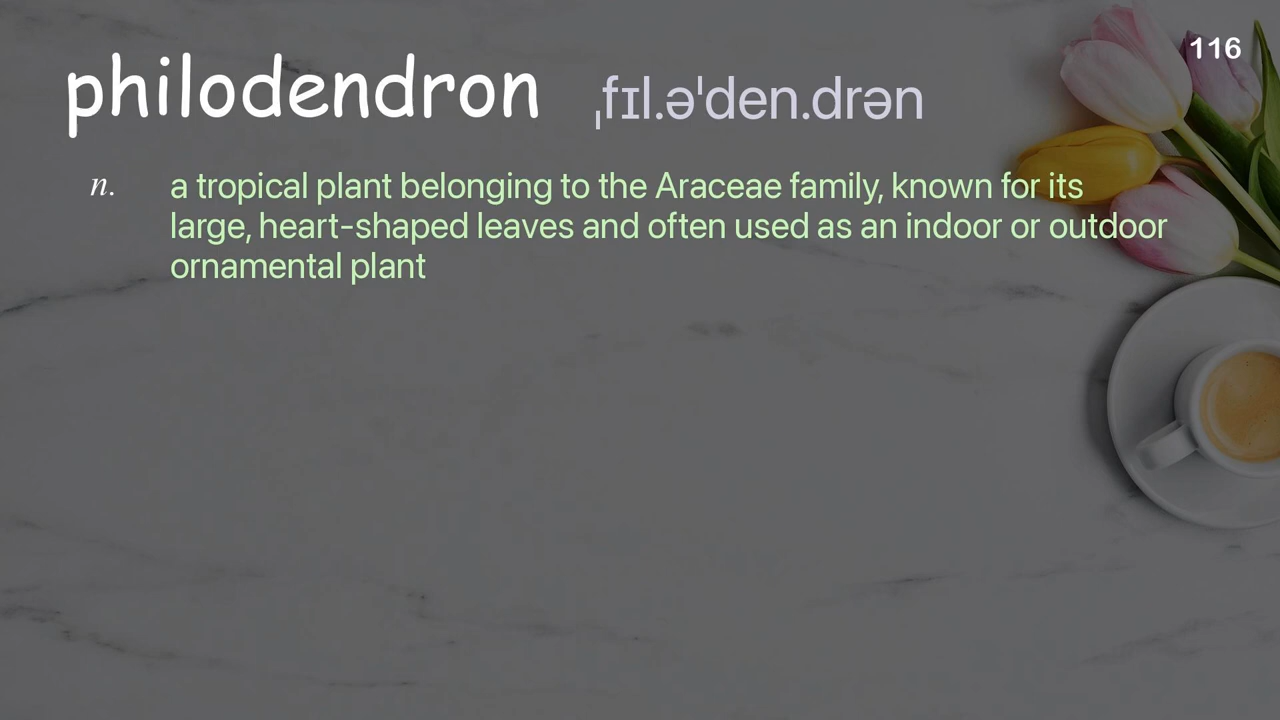 116
philodendron ˌfɪl.ə'den.drən
n. a tropical plant belonging to the Araceae family, known for its
large, heart-shaped leaves and often used as an indoor or outdoor
ornamental plant